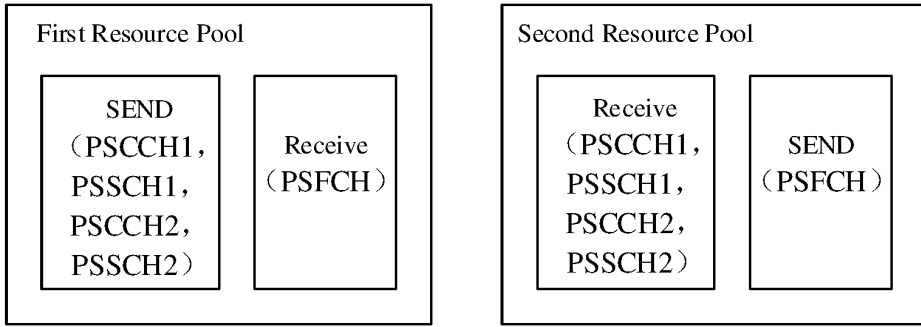 First Resource Pool
SEND
（PSCCH1，
PSSCH1，
PSCCH2，
PSSCH2）
Receive
（PSFCH）
Second Resource Pool
Receive
（PSCCH1，
PSSCH1，
PSCCH2，
PSSCH2）
SEND
（PSFCH）